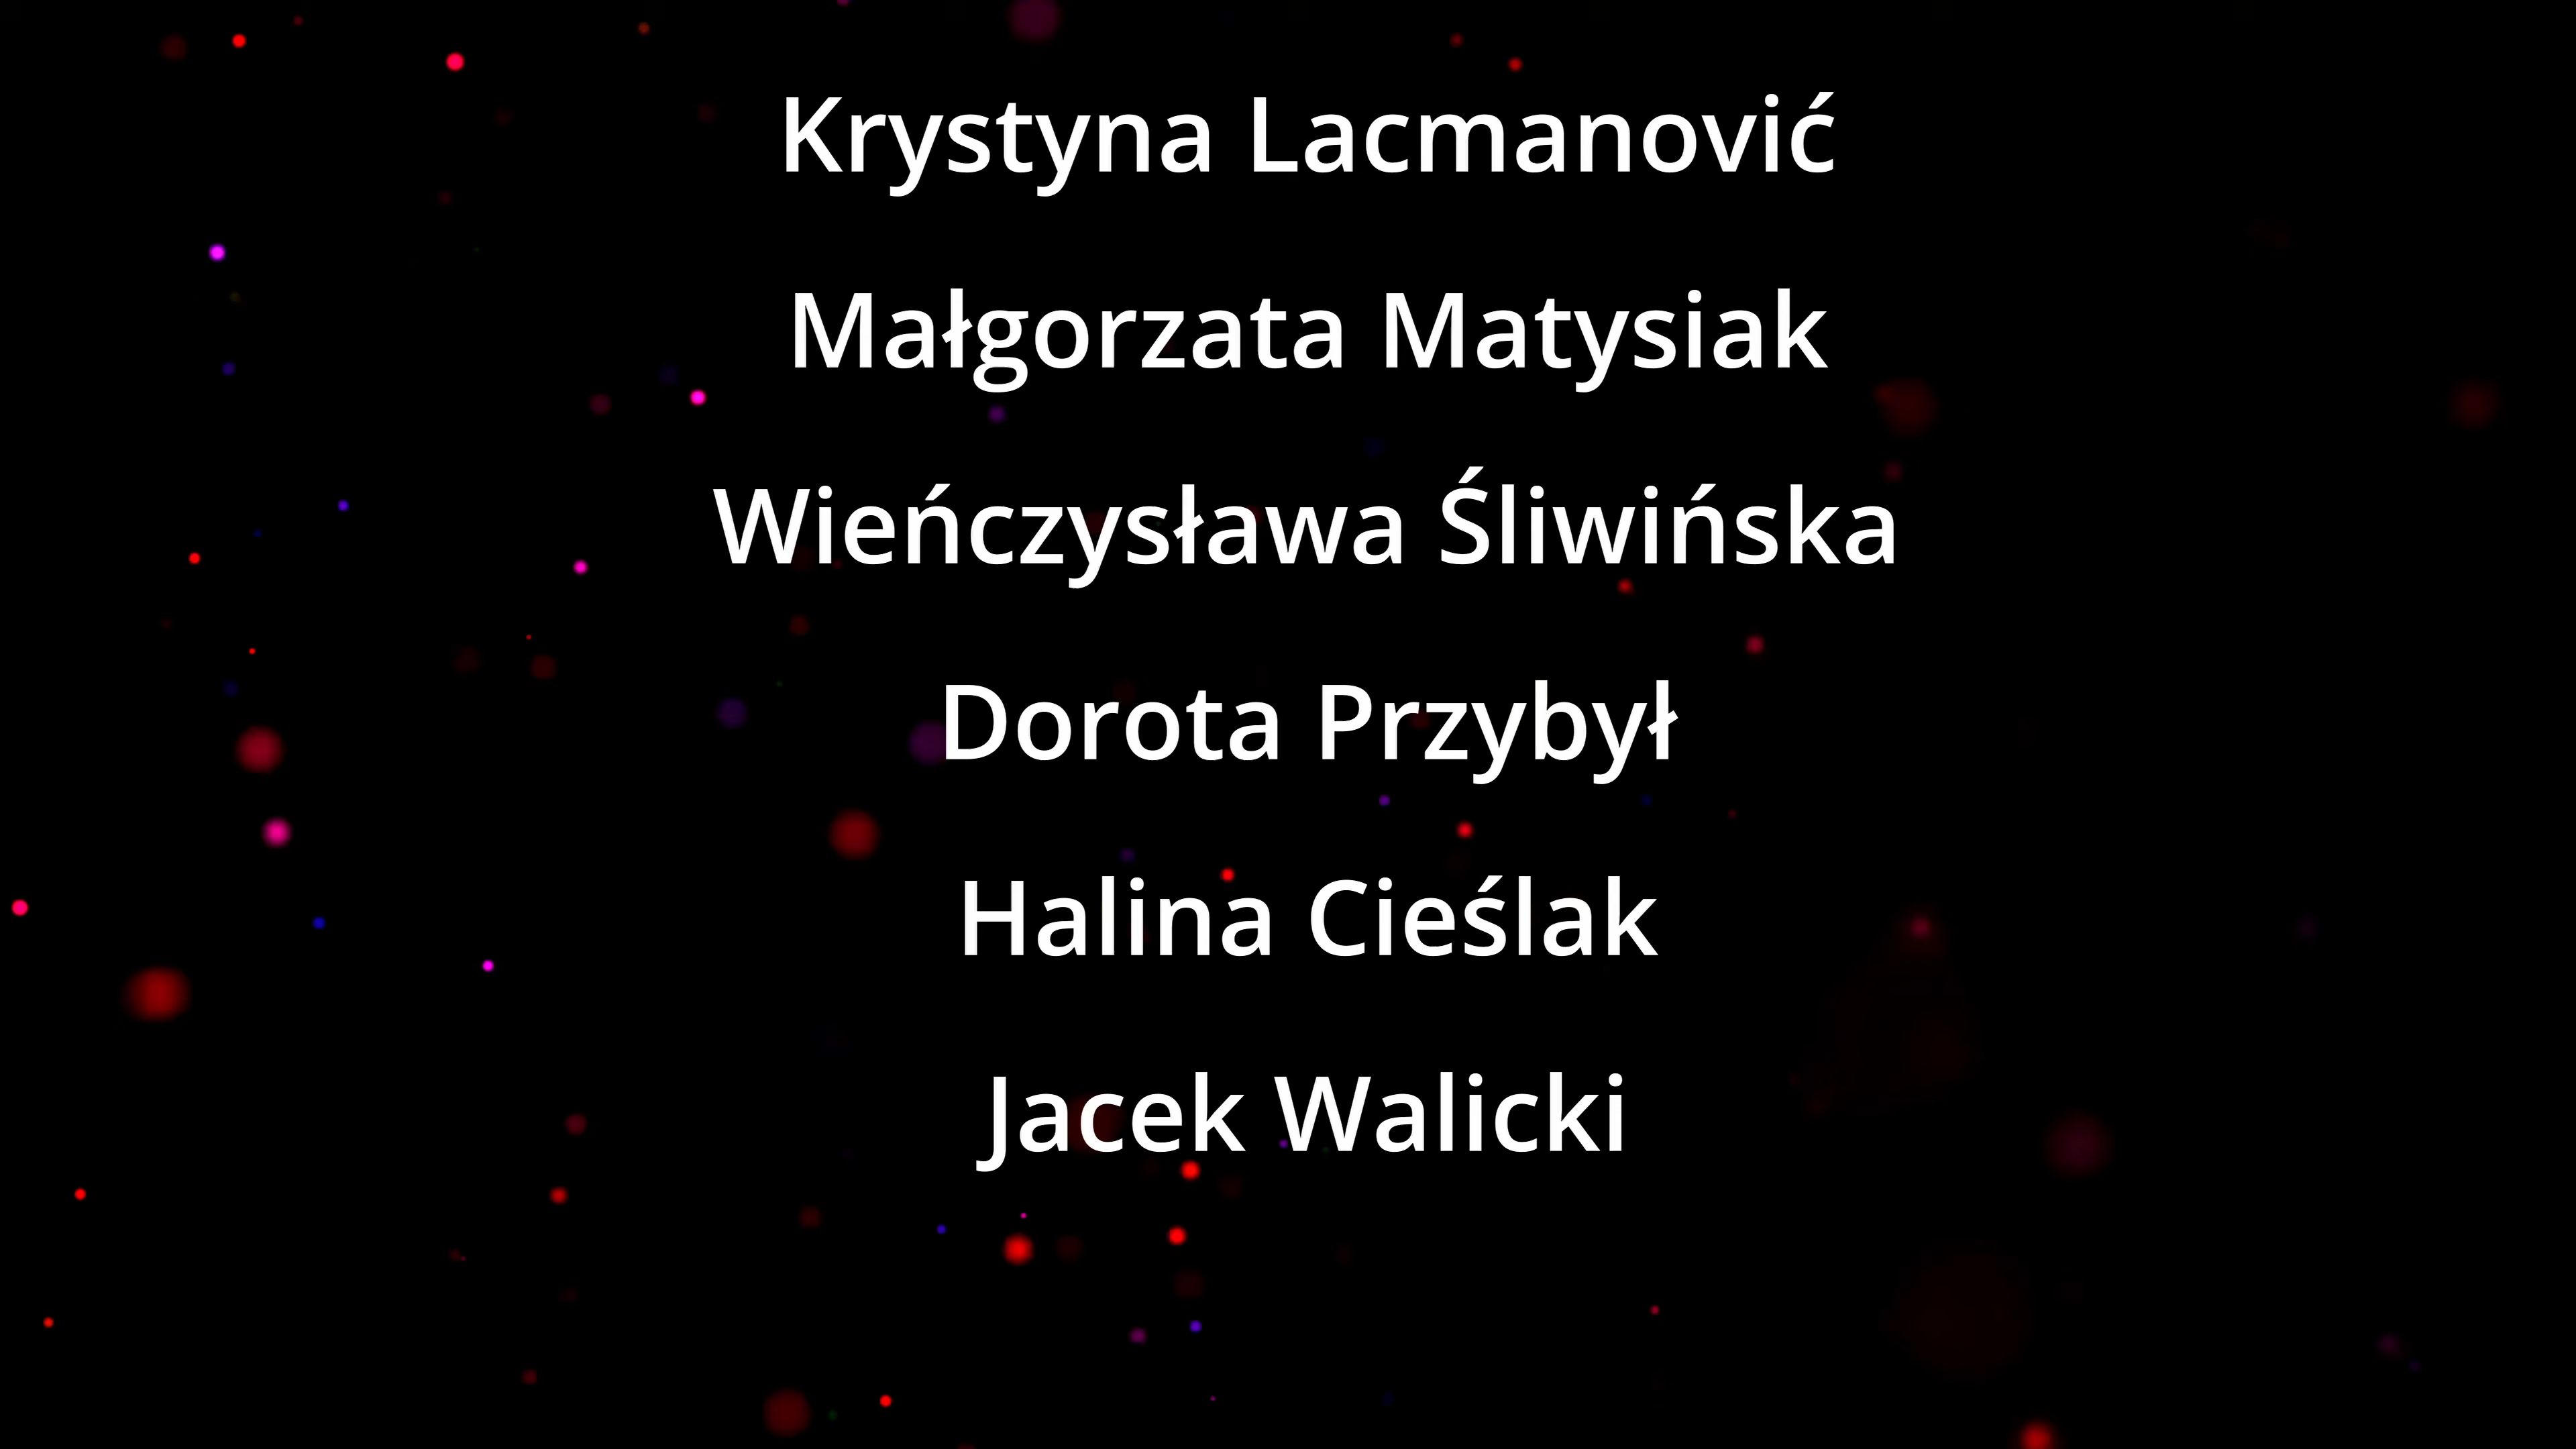 Krystyna Lacmanović
Małgorzata Matysiak
Wieńczysława Śliwińska
Dorota Przybył
Halina Cieślak
Jacek Walicki